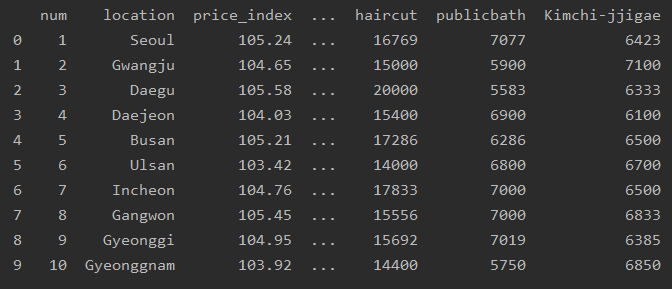 num location price_index ... haircut publicbath Kimchi-jjigae
0 1 Seoul 105.24 ... 16769 7077 6423
1 2 Gwangju 104.65 ... 15000 5900 7100
2 3 Daegu 105.58 ... 20000 5583 6333
3 4 Daejeon 104.03 ... 15400 6900 6100
4 5 Busan 105.21 ... 17286 6286 6500
5 6 Ulsan 103.42 ... 14000 6800 6700
6 7 Incheon 104.76 ... 17833 7000 6500
7 8 Gangwon 105.45 ... 15556 7000 6833
8 9 Gyeonggi 104.95 ... 15692 7019 6385
9 10 Gyeonggnam 103.92 ... 14400 5750 6850